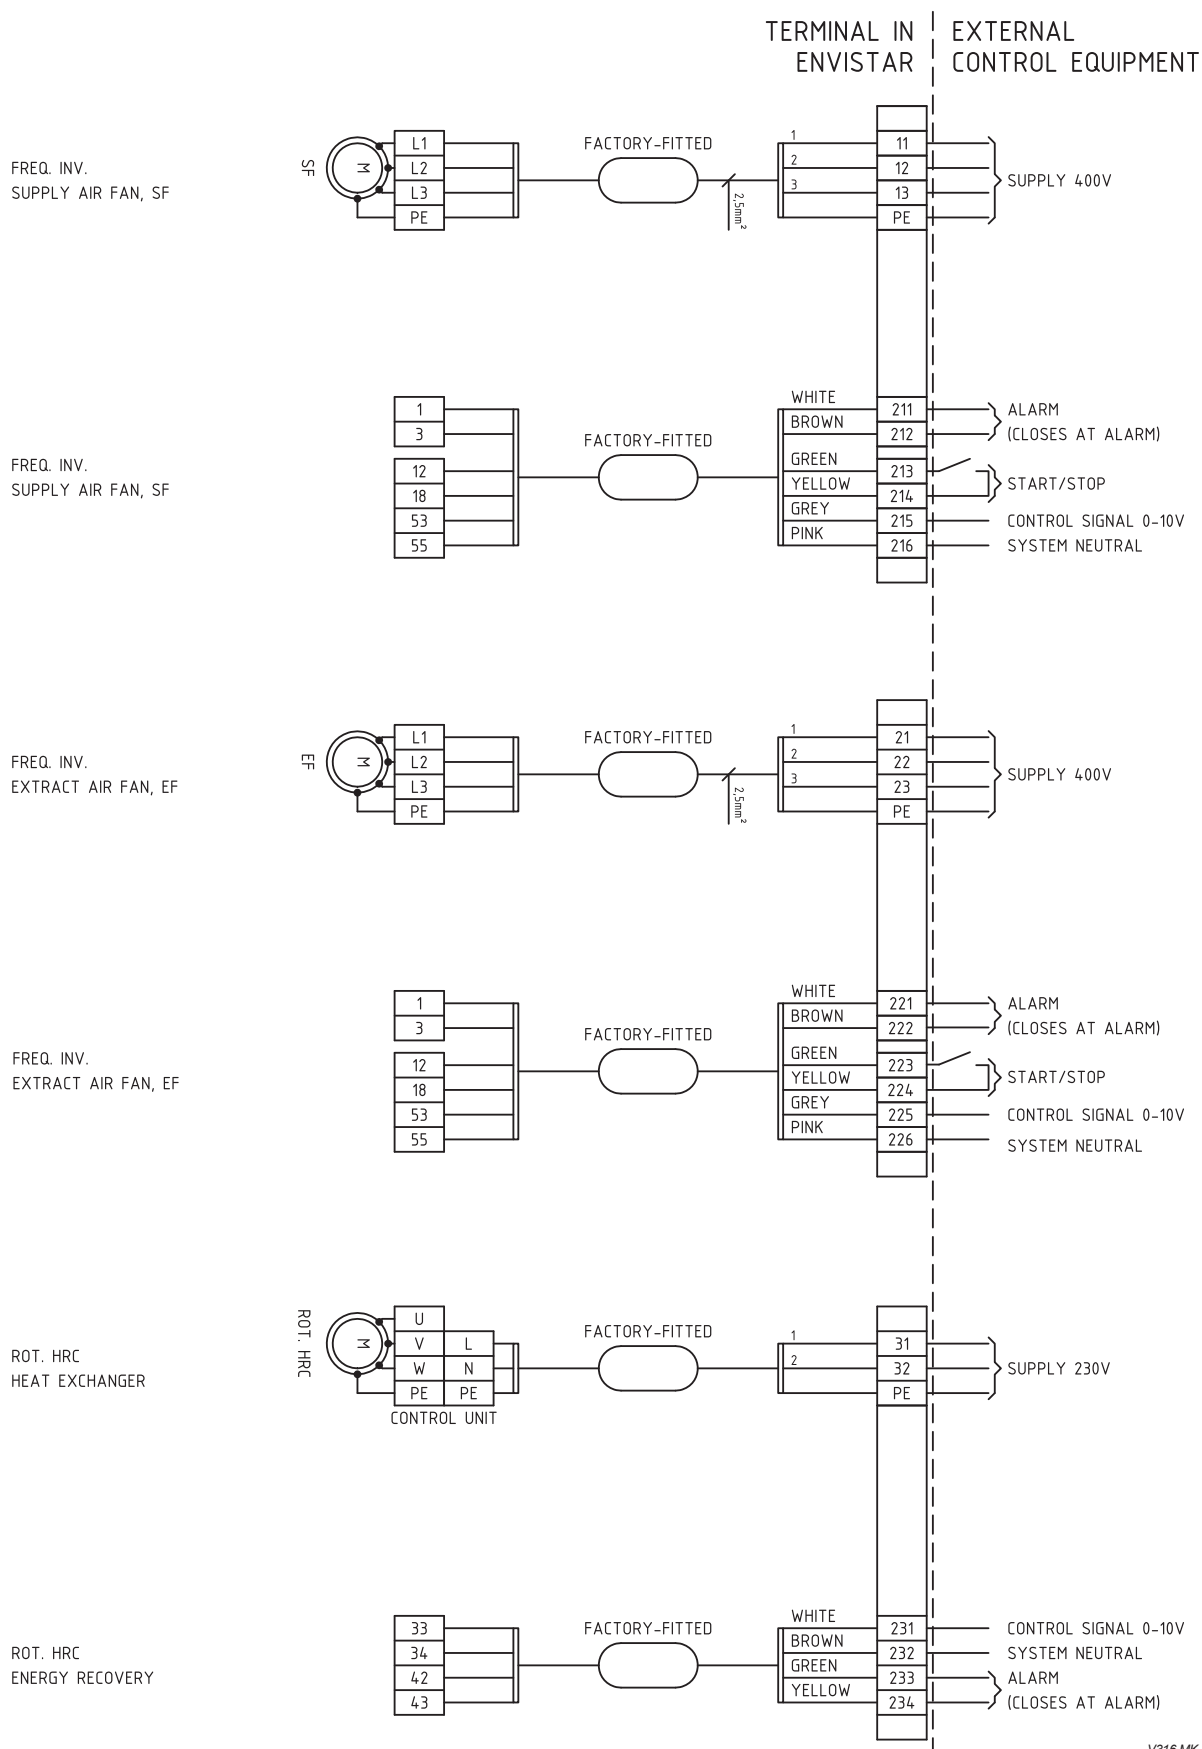 TERMINAL IN
ENVISTAR
EXTERNAL
CONTROL EQUIPMENT
FREQ. INV.
SUPPLY AIR FAN, SF
SF
M
L1
L2
L3
PE
FACTORY-FITTED
2,5mm²
1
2
3
11
12
13
PE
SUPPLY 400V
FREQ. INV.
SUPPLY AIR FAN, SF
1
3
12
18
53
55
FACTORY-FITTED
WHITE
BROWN
GREEN
YELLOW
GREY
PINK
211
212
213
214
215
216
ALARM
(CLOSES AT ALARM)
START/STOP
CONTROL SIGNAL 0-10V
SYSTEM NEUTRAL
FREQ. INV.
EXTRACT AIR FAN, EF
EF
M
L1
L2
L3
PE
FACTORY-FITTED
2,5mm²
1
2
3
21
22
23
PE
SUPPLY 400V
FREQ. INV.
EXTRACT AIR FAN, EF
1
3
12
18
53
55
FACTORY-FITTED
WHITE
BROWN
GREEN
YELLOW
GREY
PINK
221
222
223
224
225
226
ALARM
(CLOSES AT ALARM)
START/STOP
CONTROL SIGNAL 0-10V
SYSTEM NEUTRAL
ROT. HRC
HEAT EXCHANGER
ROT. HRC
M
U
V L
W N
PE PE
CONTROL UNIT
FACTORY-FITTED
1
2
31
32
PE
SUPPLY 230V
ROT. HRC
ENERGY RECOVERY
33
34
42
43
FACTORY-FITTED
WHITE
BROWN
GREEN
YELLOW
231
232
233
234
CONTROL SIGNAL 0-10V
SYSTEM NEUTRAL
ALARM
(CLOSES AT ALARM)